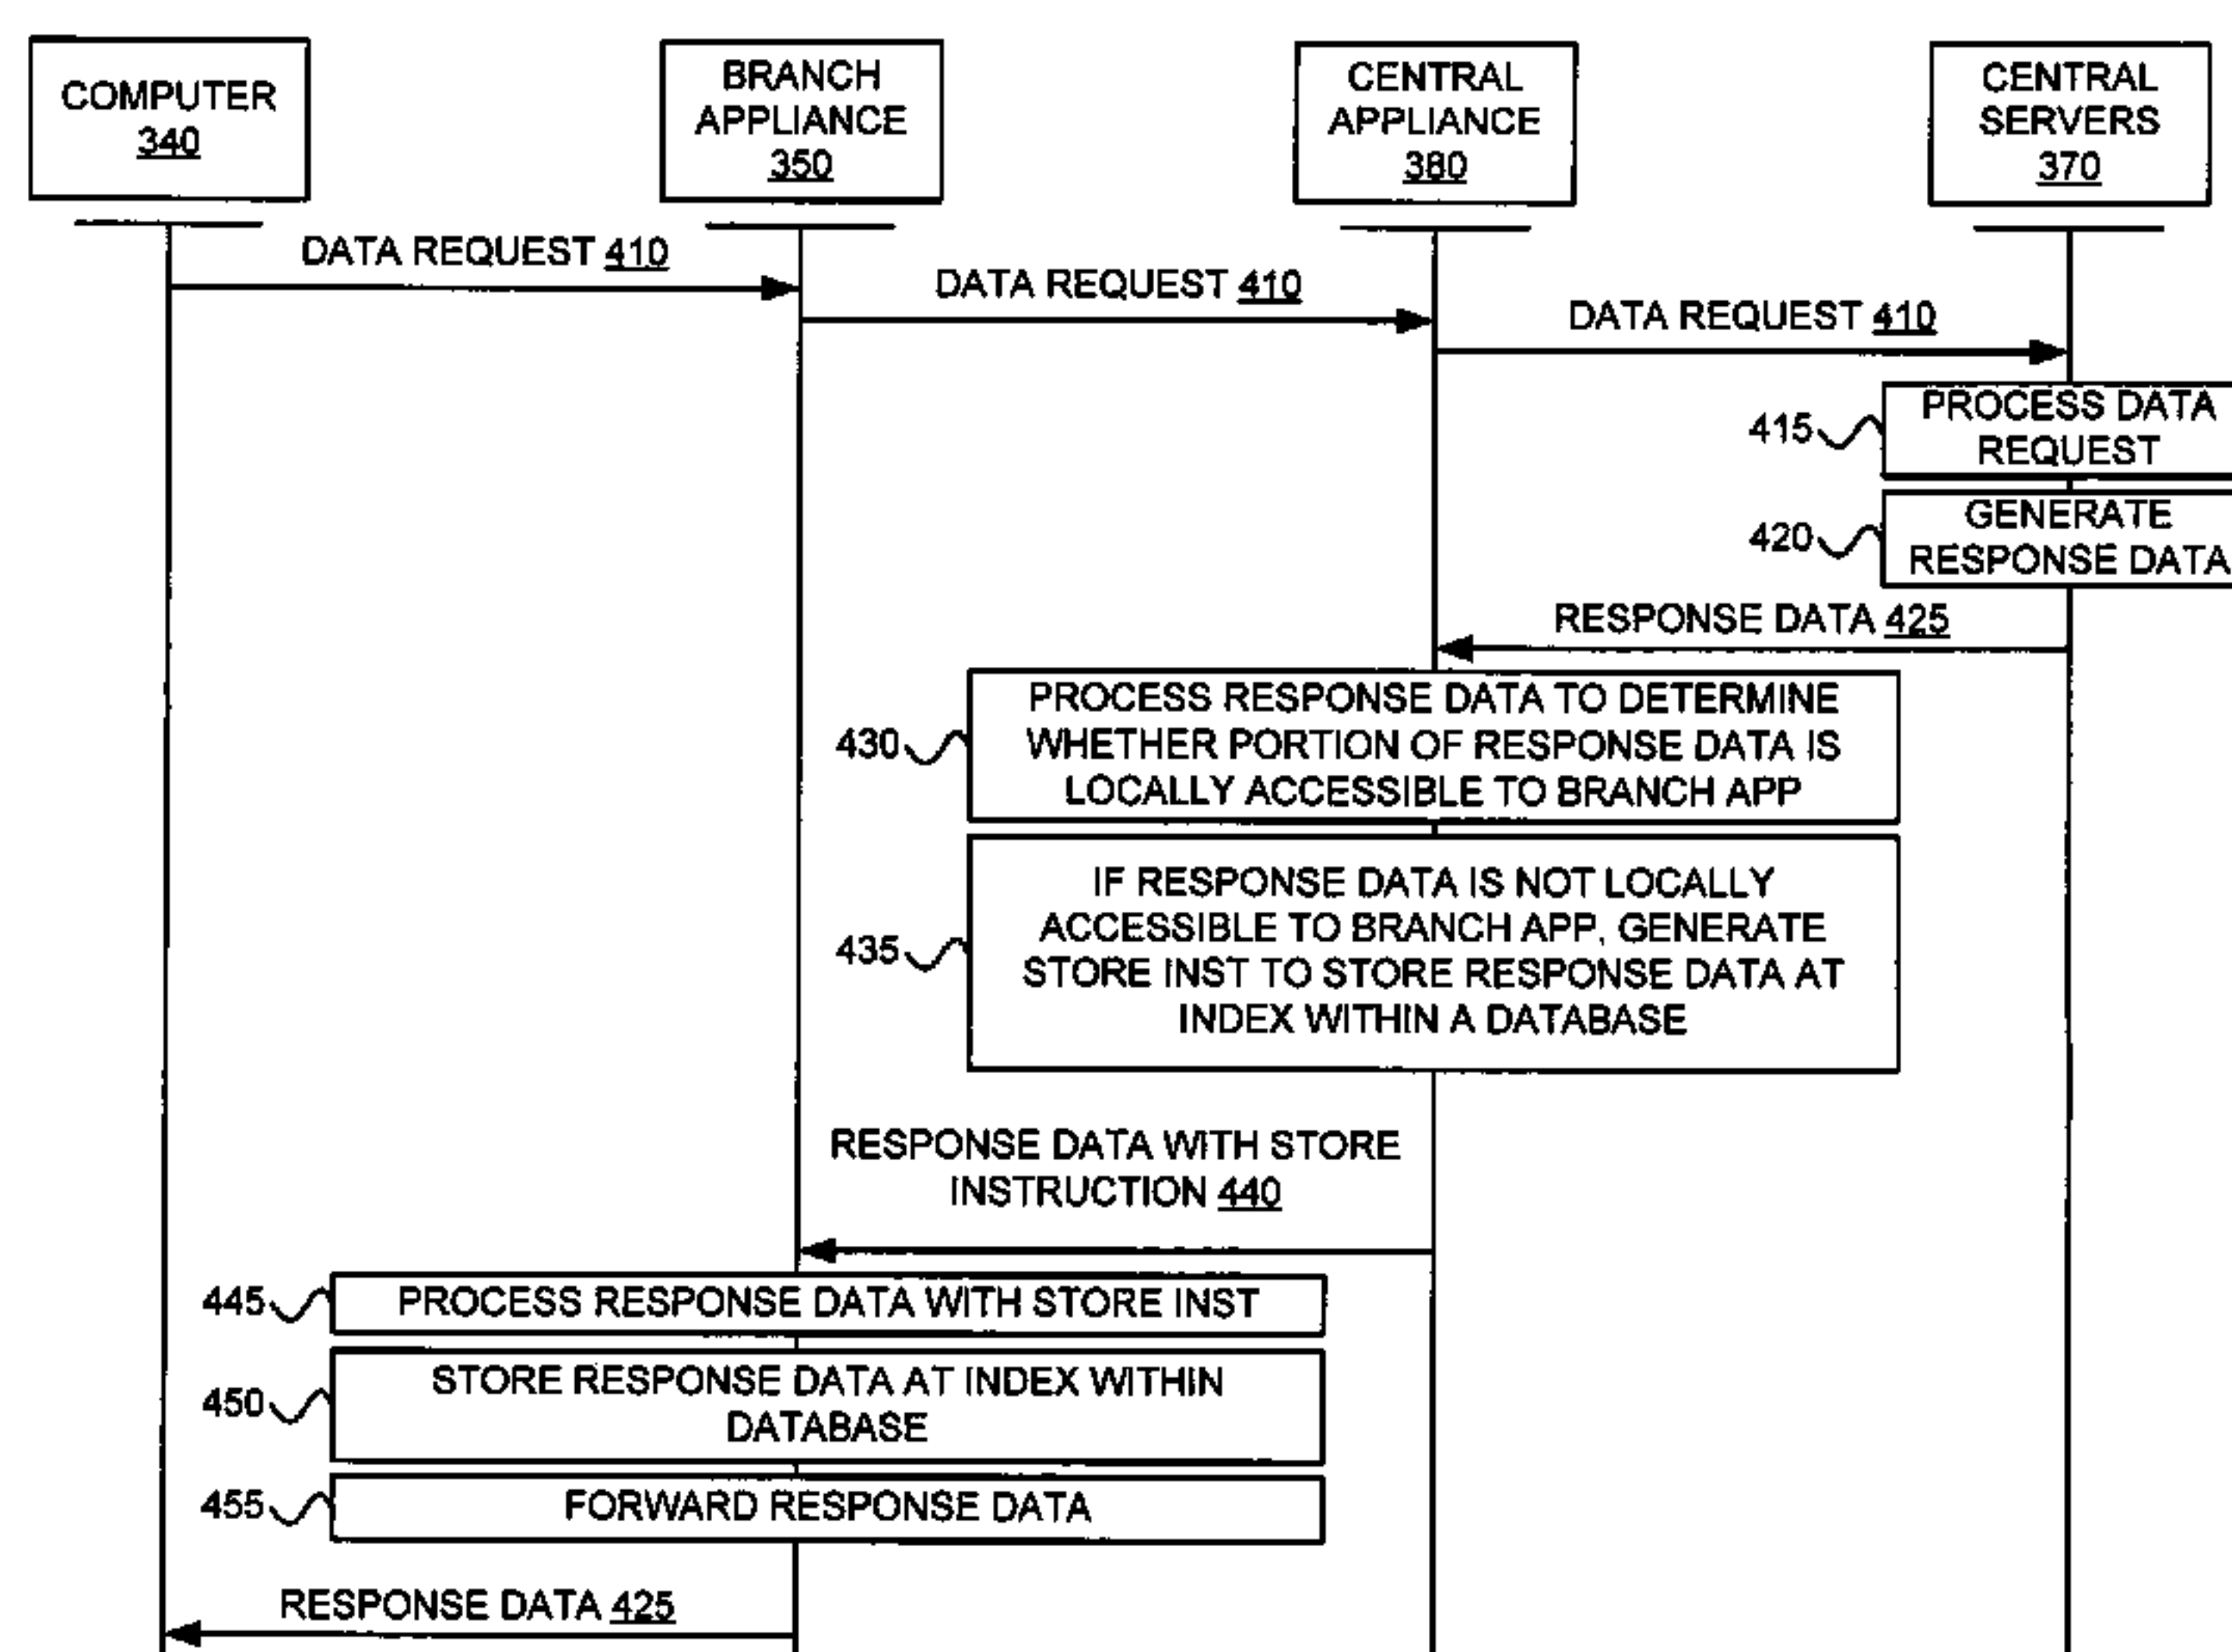 COMPUTER
340
BRANCH
APPLIANCE
350
CENTRAL
APPLIANCE
380
CENTRAL
SERVERS
370
DATA REQUEST 410
DATA REQUEST 410
DATA REQUEST 410
415
PROCESS DATA
REQUEST
420
GENERATE
RESPONSE DATA
RESPONSE DATA 425
430
PROCESS RESPONSE DATA TO DETERMINE
WHETHER PORTION OF RESPONSE DATA IS
LOCALLY ACCESSIBLE TO BRANCH APP
435
IF RESPONSE DATA IS NOT LOCALLY
ACCESSIBLE TO BRANCH APP, GENERATE
STORE INST TO STORE RESPONSE DATA AT
INDEX WITHIN A DATABASE
RESPONSE DATA WITH STORE
INSTRUCTION 440
445
PROCESS RESPONSE DATA WITH STORE INST
450
STORE RESPONSE DATA AT INDEX WITHIN
DATABASE
455
FORWARD RESPONSE DATA
RESPONSE DATA 425